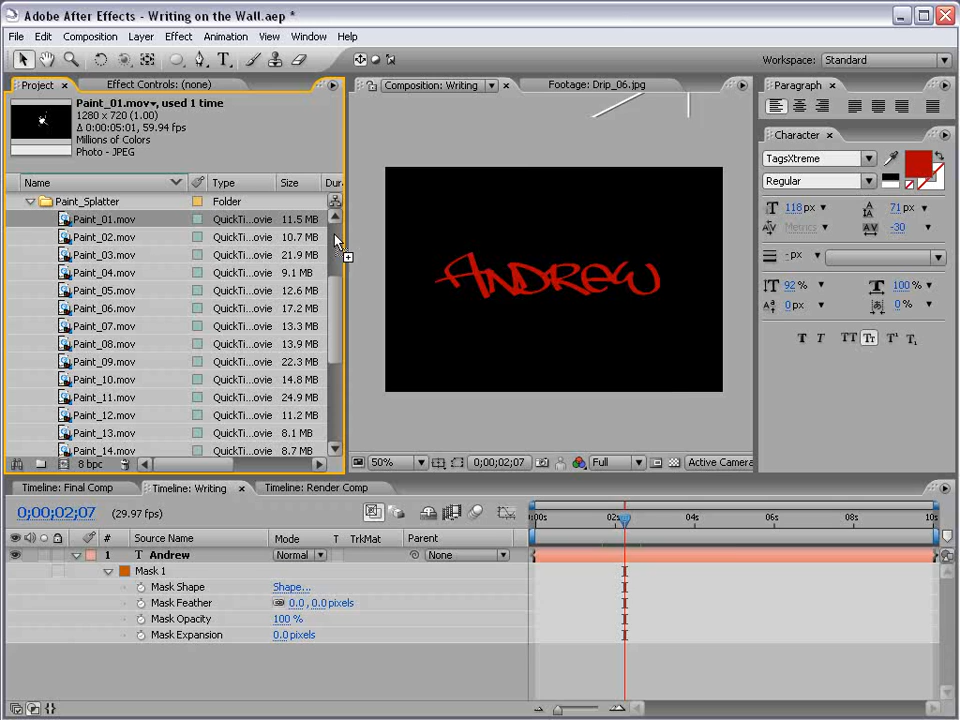 Adobe After Effects - Writing on the Wall.aep *
File Edit Composition Layer Effect Animation View Window Help
Workspace: Standard
Project Effect Controls: (none)
Composition: Writing Footage: Drip_06.jpg
Paragraph
Paint_01.mov, used 1 time
1280 x 720 (1.00)
Δ 0:00:05:01, 59.94 fps
Millions of Colors
Photo - JPEG
Character
TagsXtreme
Regular
118 px 71 px
Metrics -30
- px
92 % 100 %
0 px 0 %
T T TT Tr T¹ T₁
Name Type Size Dur
Paint_Splatter Folder
Paint_01.mov QuickTi...ovie 11.5 MB
Paint_02.mov QuickTi...ovie 10.7 MB
Paint_03.mov QuickTi...ovie 21.9 MB
Paint_04.mov QuickTi...ovie 9.1 MB
Paint_05.mov QuickTi...ovie 12.6 MB
Paint_06.mov QuickTi...ovie 17.2 MB
Paint_07.mov QuickTi...ovie 13.3 MB
Paint_08.mov QuickTi...ovie 13.9 MB
Paint_09.mov QuickTi...ovie 22.3 MB
Paint_10.mov QuickTi...ovie 14.8 MB
Paint_11.mov QuickTi...ovie 24.9 MB
Paint_12.mov QuickTi...ovie 11.2 MB
Paint_13.mov QuickTi...ovie 8.1 MB
Paint_14.mov QuickTi...ovie 8.7 MB
8 bpc
ANDREW
50% 0;00;02;07 Full Active Camera
Timeline: Final Comp Timeline: Writing Timeline: Render Comp
0;00;02;07 (29.97 fps)
:00s 02s 04s 06s 08s 10s
# Source Name Mode T TrkMat Parent
1 T Andrew Normal None
Mask 1
Mask Shape Shape...
Mask Feather 0.0, 0.0 pixels
Mask Opacity 100 %
Mask Expansion 0.0 pixels